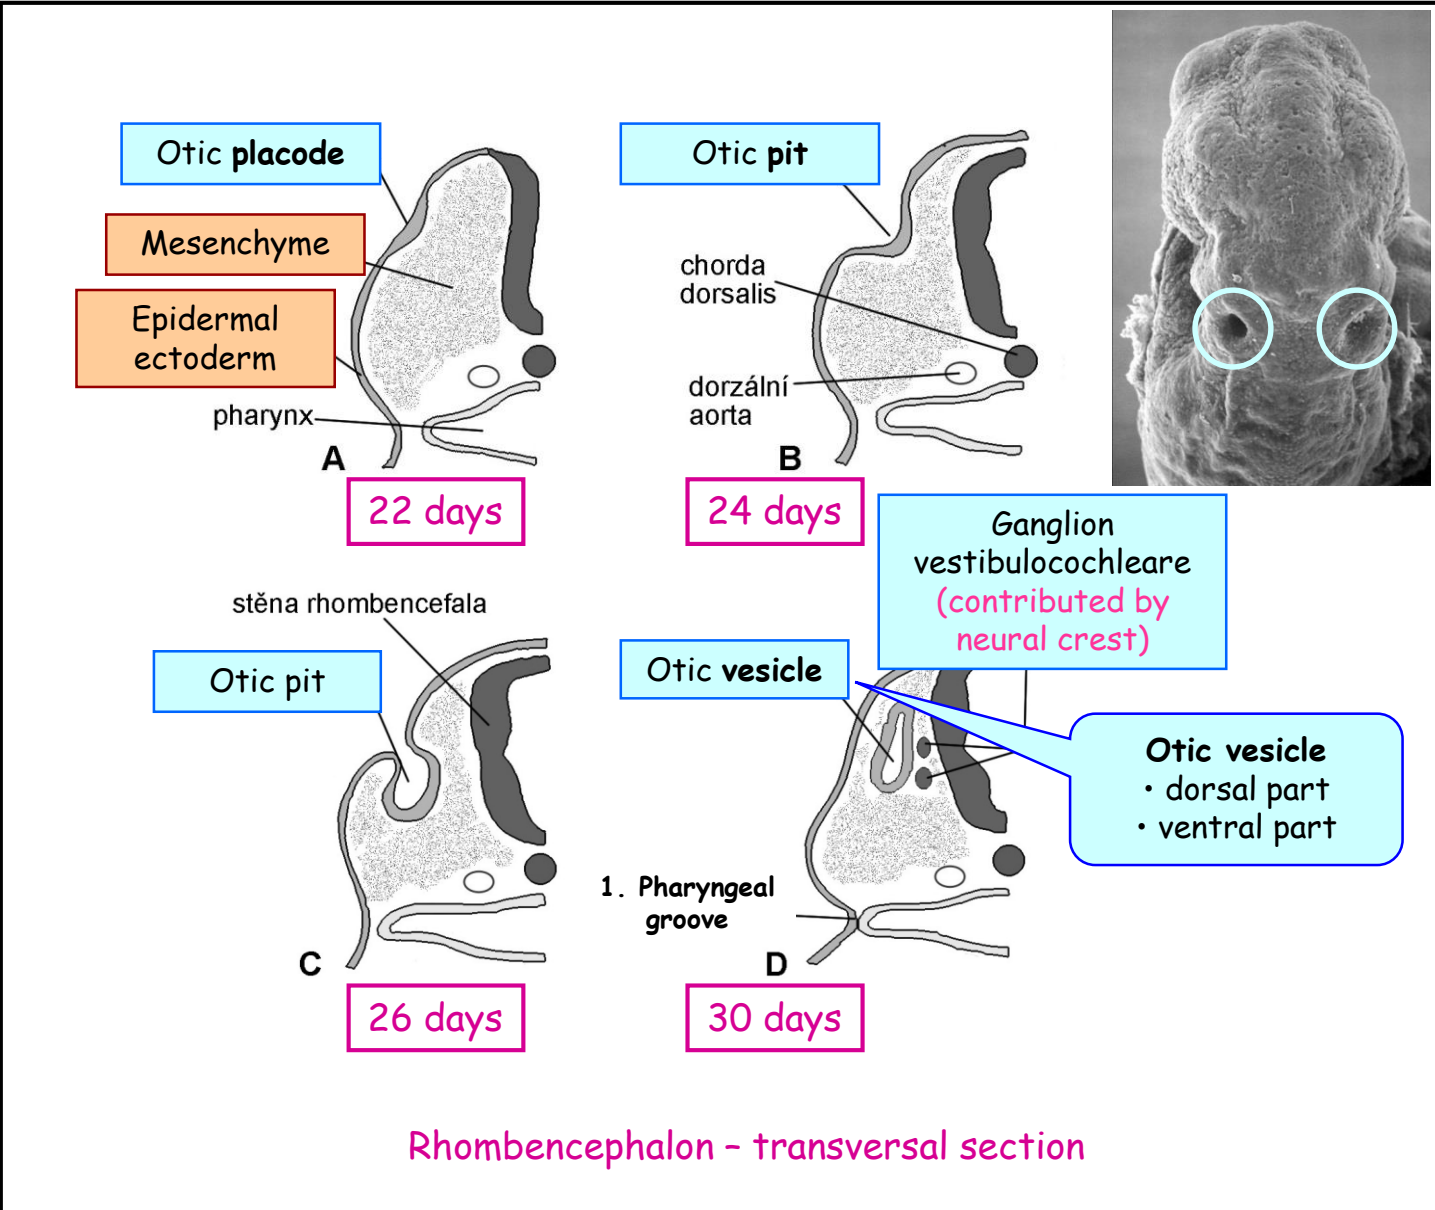 Otic placode
Mesenchyme
Epidermal
ectoderm
pharynx
A
22 days
Otic pit
chorda
dorsalis
dorzální
aorta
B
24 days
stěna rhombencefala
Otic pit
C
26 days
Ganglion
vestibulocochleare
(contributed by
neural crest)
Otic vesicle
Otic vesicle
• dorsal part
• ventral part
1. Pharyngeal
groove
D
30 days
Rhombencephalon – transversal section